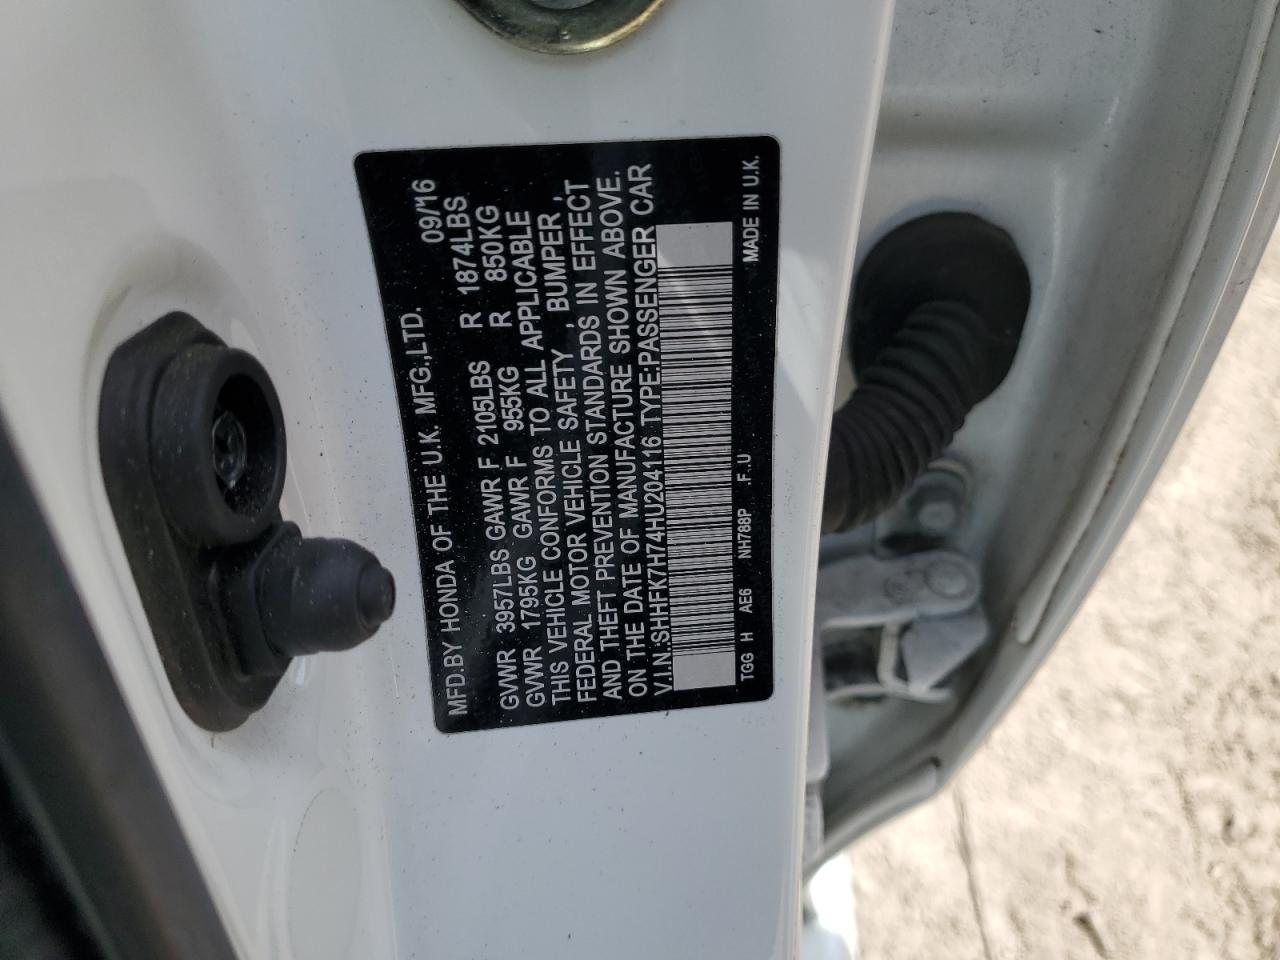 MFD.BY HONDA OF THE U.K. MFG.,LTD. 09/16
GVWR 3957LBS GAWR F 2105LBS R 1874LBS
GVWR 1795KG GAWR F 955KG R 850KG
THIS VEHICLE CONFORMS TO ALL APPLICABLE
FEDERAL MOTOR VEHICLE SAFETY , BUMPER ,
AND THEFT PREVENTION STANDARDS IN EFFECT
ON THE DATE OF MANUFACTURE SHOWN ABOVE.
V.I.N.:SHHFK7H74HU204116 TYPE:PASSENGER CAR
TGG H AE6 NH788P .F.U MADE IN U.K.